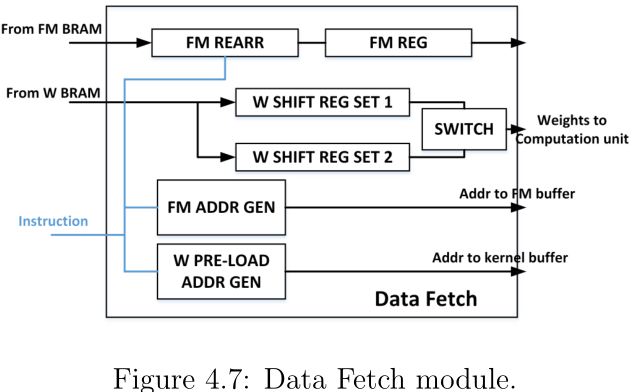 From FM BRAM
FM REARR
FM REG
From W BRAM
W SHIFT REG SET 1
SWITCH
Weights to
Computation unit
W SHIFT REG SET 2
FM ADDR GEN
Addr to FM buffer
Instruction
W PRE-LOAD
ADDR GEN
Addr to kernel buffer
Data Fetch
Figure 4.7: Data Fetch module.